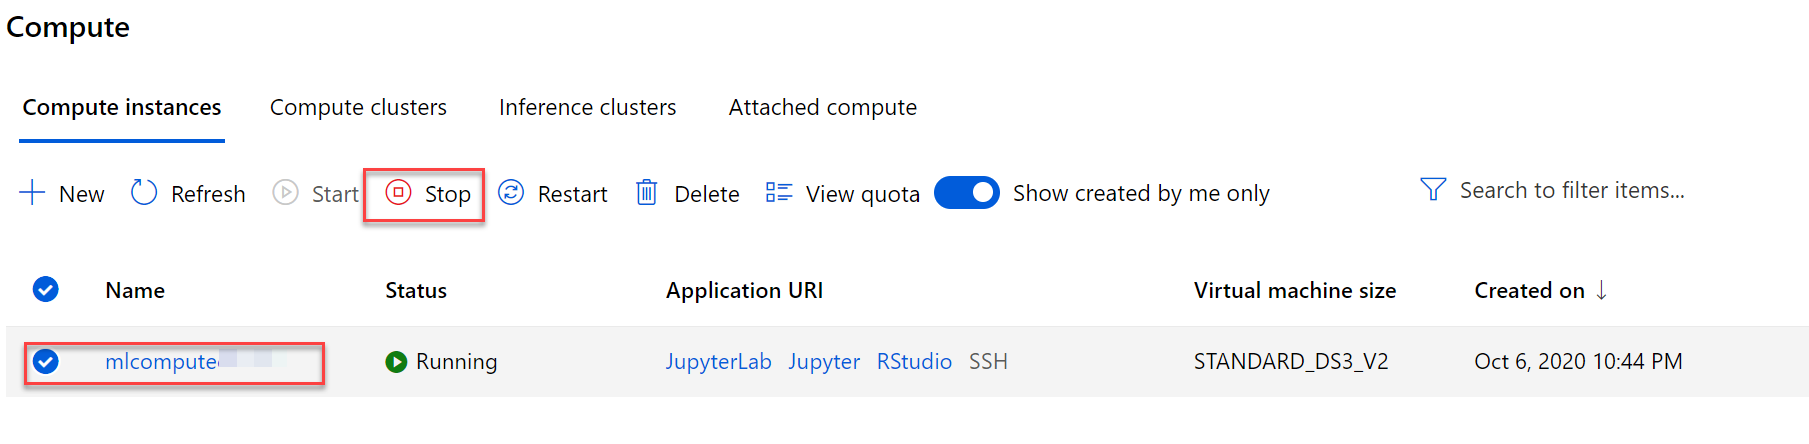 Compute
Compute instances Compute clusters Inference clusters Attached compute
New Refresh Start Stop Restart Delete View quota Show created by me only Search to filter items...
Name Status Application URI Virtual machine size Created on ↓
mlcompute Running JupyterLab Jupyter RStudio SSH STANDARD_DS3_V2 Oct 6, 2020 10:44 PM